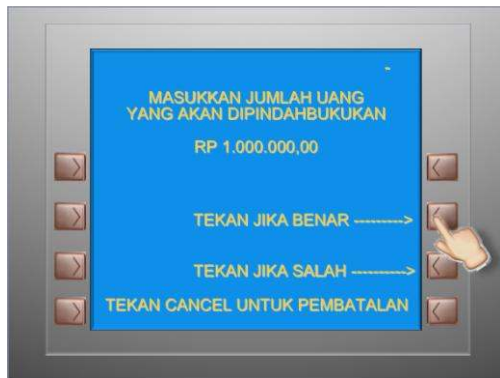 MASUKKAN JUMLAH UANG
YANG AKAN DIPINDAHBUKUKAN
RP 1.000.000,00
TEKAN JIKA BENAR --------->
TEKAN JIKA SALAH ---------->
TEKAN CANCEL UNTUK PEMBATALAN